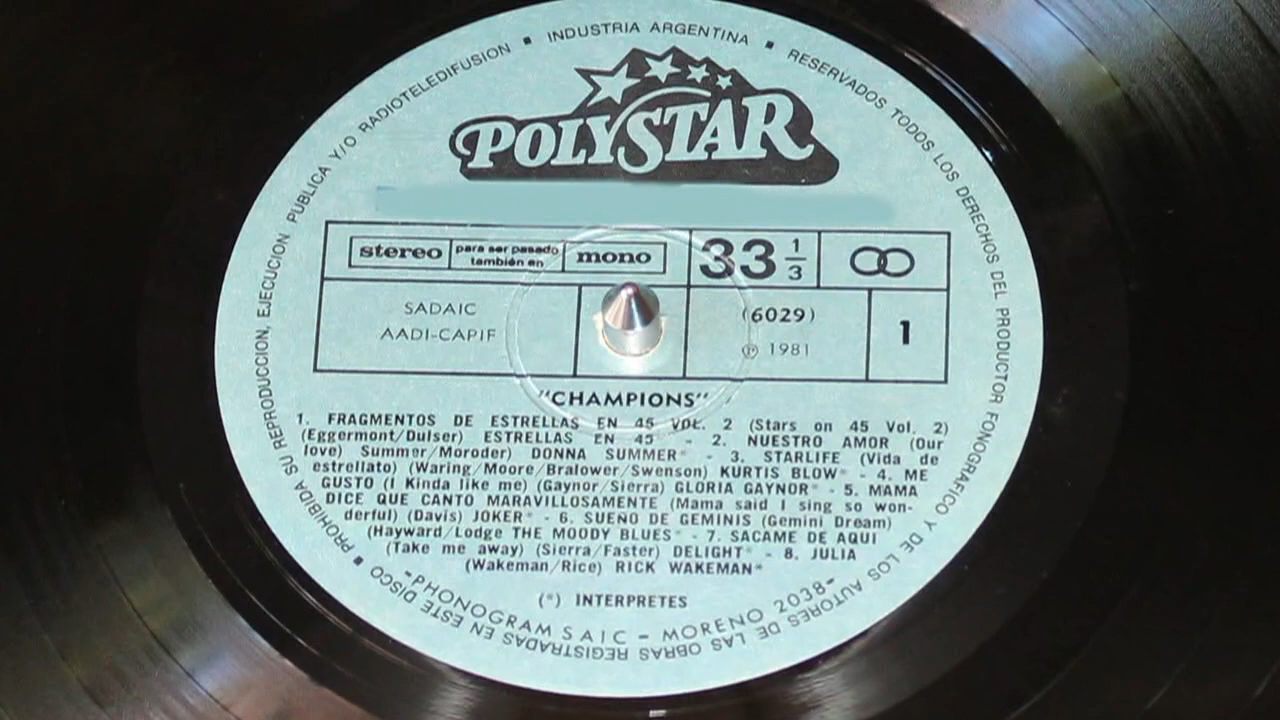 PROHIBIDA SU REPRODUCCION, EJECUCION PUBLICA Y/O RADIOTELEDIFUSION ▪ INDUSTRIA ARGENTINA ▪ RESERVADOS TODOS LOS DERECHOS DEL PRODUCTOR FONOGRAFICO Y DE LOS AUTORES DE LAS OBRAS REGISTRADAS EN ESTE DISCO ▪
POLYSTAR
stereo para ser pasado también en mono 33 1/3
SADAIC
AADI-CAPIF
(6029)
℗ 1981
1
"CHAMPIONS"
1. FRAGMENTOS DE ESTRELLAS EN 45 VOL. 2 (Stars on 45 Vol. 2)
(Eggermont/Duiser) ESTRELLAS EN 45* - 2. NUESTRO AMOR (Our
love) Summer/Moroder) DONNA SUMMER* - 3. STARLIFE (Vida de
estrellato) (Waring/Moore/Bralower/Swenson) KURTIS BLOW* - 4. ME
GUSTO (I Kinda like me) (Gaynor/Sierra) GLORIA GAYNOR* - 5. MAMA
DICE QUE CANTO MARAVILLOSAMENTE (Mama said I sing so won-
derful) (Davis) JOKER* - 6. SUEÑO DE GEMINIS (Gemini Dream)
(Hayward/Lodge THE MOODY BLUES* - 7. SACAME DE AQUI
(Take me away) (Sierra/Faster) DELIGHT* - 8. JULIA
(Wakeman/Rice) RICK WAKEMAN*
(*) INTERPRETES
-PHONOGRAM SAIC - MORENO 2038-